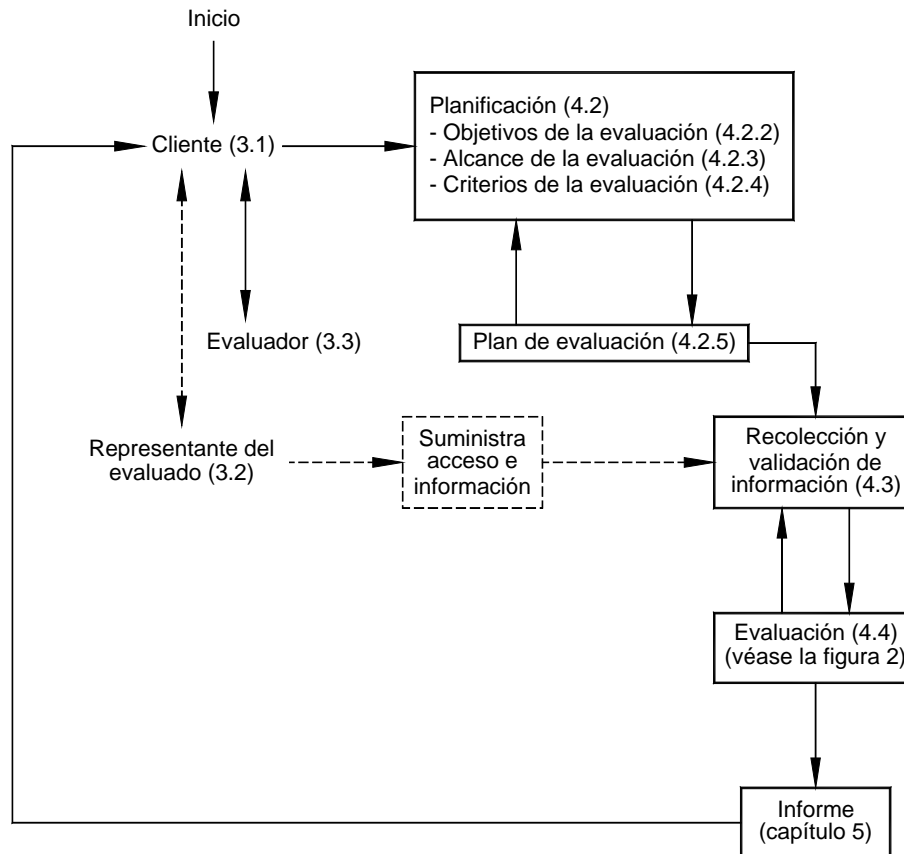 Inicio
Planificación (4.2)
- Objetivos de la evaluación (4.2.2)
- Alcance de la evaluación (4.2.3)
- Criterios de la evaluación (4.2.4)
Cliente (3.1)
Evaluador (3.3)
Plan de evaluación (4.2.5)
Representante del
evaluado (3.2)
Suministra
acceso e
información
Recolección y
validación de
información (4.3)
Evaluación (4.4)
(véase la figura 2)
Informe
(capítulo 5)